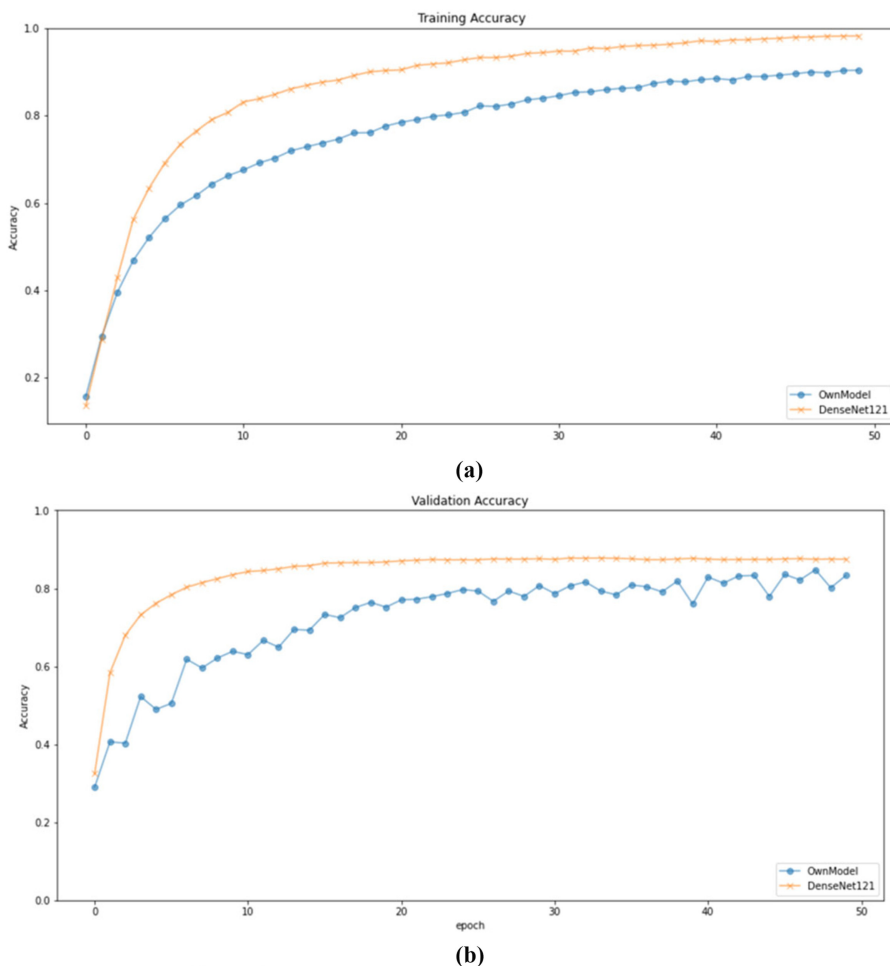 Training Accuracy
1.0
0.8
0.6
0.4
0.2
Accuracy
0
10
20
30
40
50
OwnModel
DenseNet121
(a)
Validation Accuracy
1.0
0.8
0.6
0.4
0.2
0.0
Accuracy
0
10
20
30
40
50
epoch
OwnModel
DenseNet121
(b)